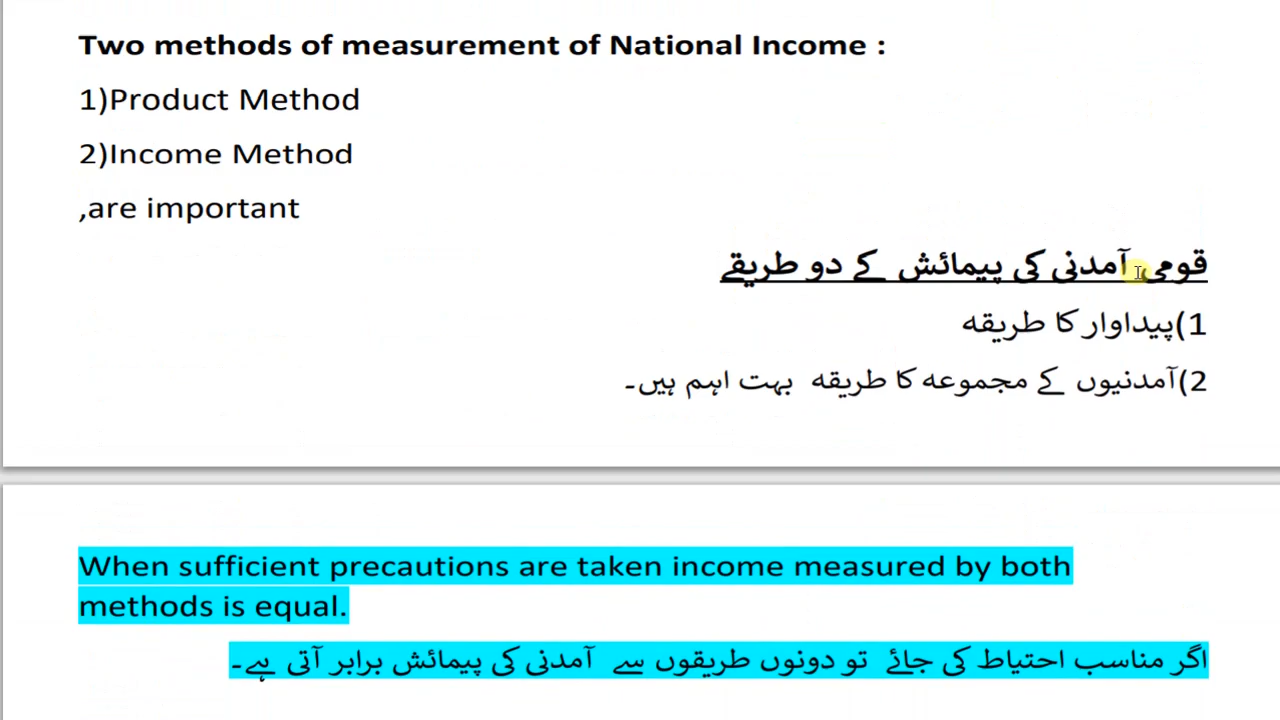 Two methods of measurement of National Income :
1)Product Method
2)Income Method
,are important
قومی آمدنی کی پیمائش کے دو طریقے
1)پیداوار کا طریقہ
2)آمدنیوں کے مجموعہ کا طریقہ بہت اہم ہیں۔
When sufficient precautions are taken income measured by both
methods is equal.
اگر مناسب احتیاط کی جائے تو دونوں طریقوں سے آمدنی کی پیمائش برابر آتی ہے۔